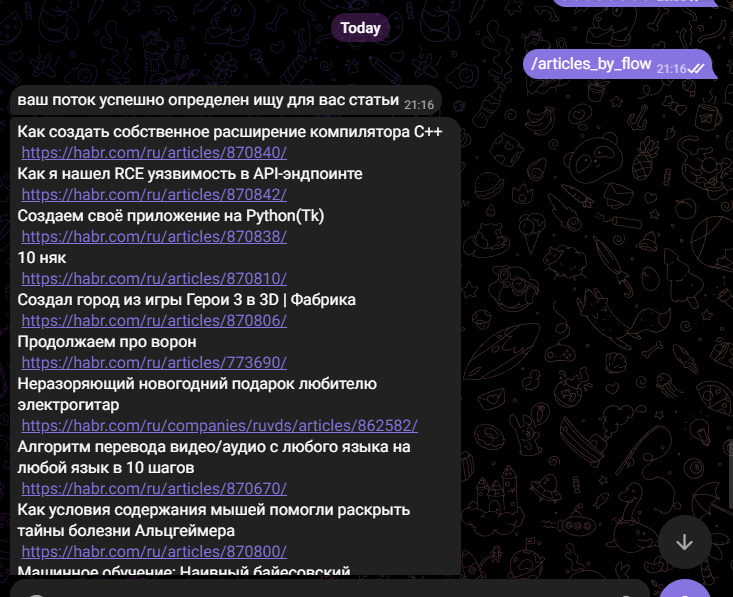 Today
/articles_by_flow 21:16
ваш поток успешно определен ищу для вас статьи 21:16
Как создать собственное расширение компилятора C++
https://habr.com/ru/articles/870840/
Как я нашел RCE уязвимость в API-эндпоинте
https://habr.com/ru/articles/870842/
Создаем своё приложение на Python(Tk)
https://habr.com/ru/articles/870838/
10 няк
https://habr.com/ru/articles/870810/
Создал город из игры Герои 3 в 3D | Фабрика
https://habr.com/ru/articles/870806/
Продолжаем про ворон
https://habr.com/ru/articles/773690/
Неразоряющий новогодний подарок любителю
электрогитар
https://habr.com/ru/companies/ruvds/articles/862582/
Алгоритм перевода видео/аудио с любого языка на
любой язык в 10 шагов
https://habr.com/ru/articles/870670/
Как условия содержания мышей помогли раскрыть
тайны болезни Альцгеймера
https://habr.com/ru/articles/870800/
Машинное обучение: Наивный байесовский